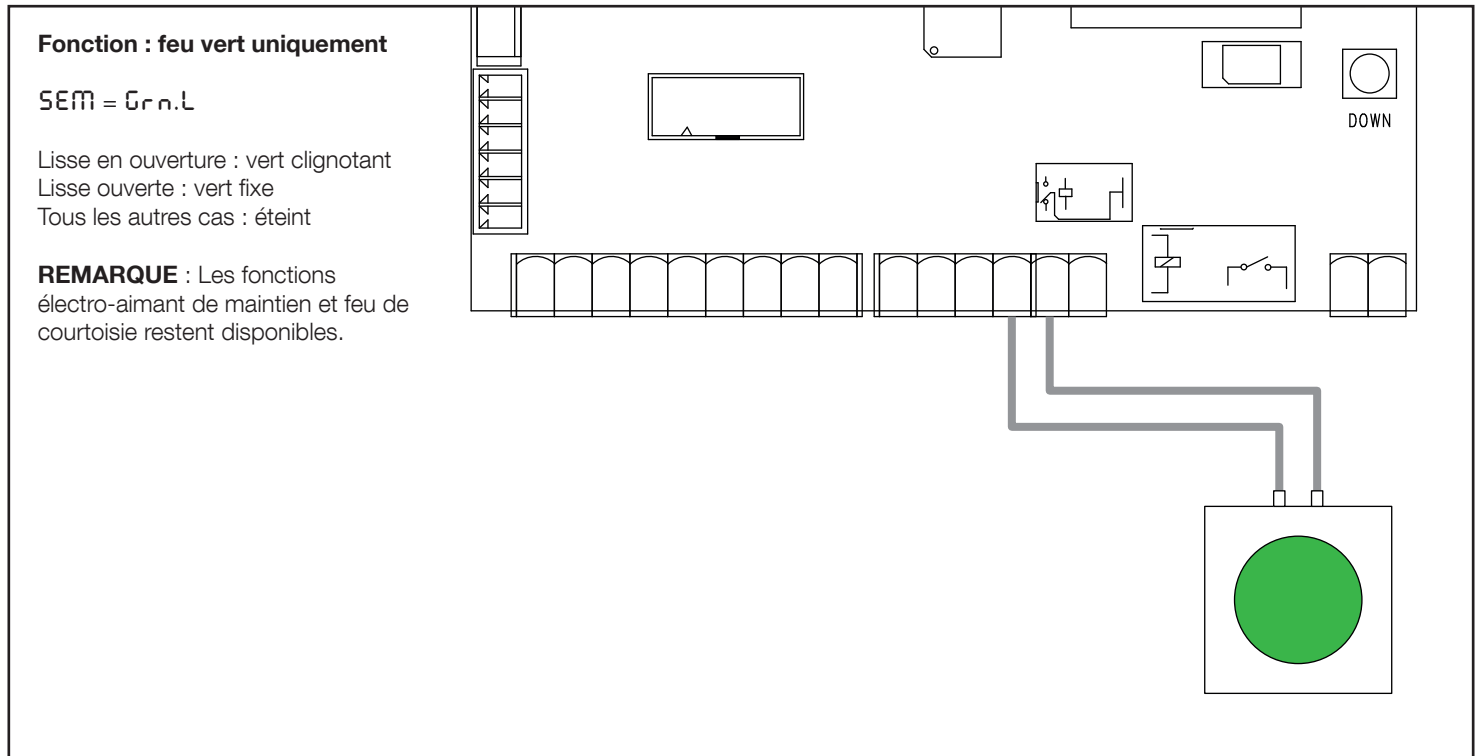 Fonction : feu vert uniquement
SEM = Grn.L
Lisse en ouverture : vert clignotant
Lisse ouverte : vert fixe
Tous les autres cas : éteint
REMARQUE : Les fonctions
électro-aimant de maintien et feu de
courtoisie restent disponibles.
DOWN